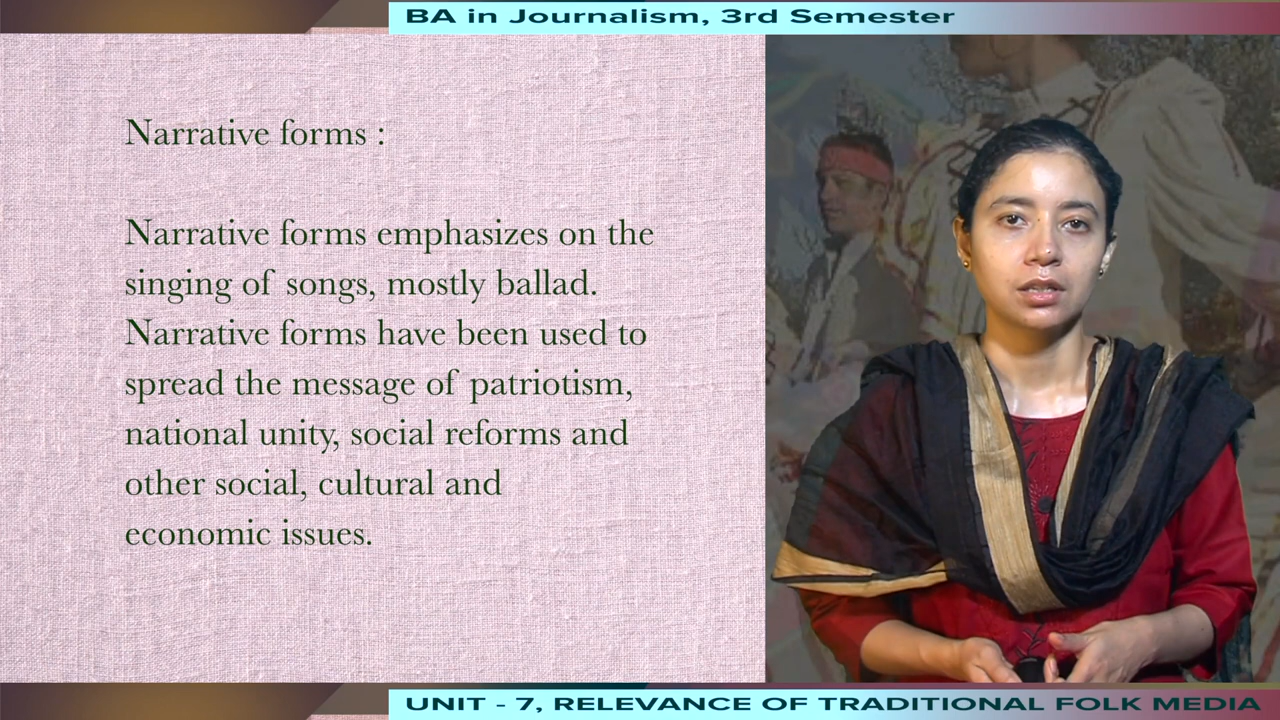 BA in Journalism, 3rd Semester
Narrative forms :
Narrative forms emphasizes on the
singing of songs, mostly ballad.
Narrative forms have been used to
spread the message of patriotism,
national unity, social reforms and
other social, cultural and
economic issues.
UNIT - 7, RELEVANCE OF TRADITIONAL FOLK MEDIA